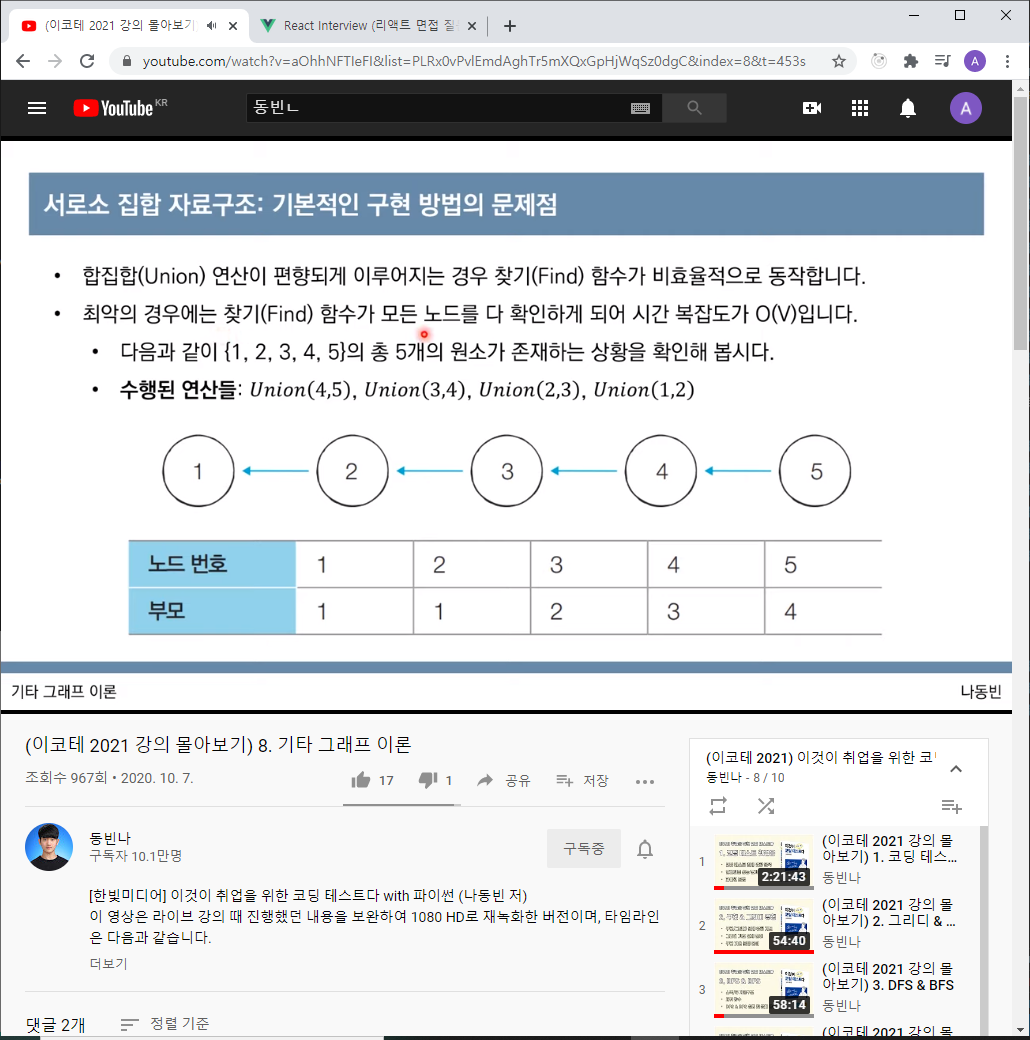 (이코테 2021 강의 몰아보기
React Interview (리액트 면접 질
youtube.com/watch?v=aOhhNFTIeFI&list=PLRx0vPvlEmdAghTr5mXQxGpHjWqSz0dgC&index=8&t=453s
A
YouTube KR
동빈ㄴ
A
서로소 집합 자료구조: 기본적인 구현 방법의 문제점
• 합집합(Union) 연산이 편향되게 이루어지는 경우 찾기(Find) 함수가 비효율적으로 동작합니다.
• 최악의 경우에는 찾기(Find) 함수가 모든 노드를 다 확인하게 되어 시간 복잡도가 O(V)입니다.
• 다음과 같이 {1, 2, 3, 4, 5}의 총 5개의 원소가 존재하는 상황을 확인해 봅시다.
• 수행된 연산들: Union(4,5), Union(3,4), Union(2,3), Union(1,2)
1 2 3 4 5
노드 번호 1 2 3 4 5
부모 1 1 2 3 4
기타 그래프 이론 나동빈
(이코테 2021 강의 몰아보기) 8. 기타 그래프 이론
조회수 967회 • 2020. 10. 7.
17 1 공유 저장
동빈나
구독자 10.1만명
구독중
[한빛미디어] 이것이 취업을 위한 코딩 테스트다 with 파이썬 (나동빈 저)
이 영상은 라이브 강의 때 진행했던 내용을 보완하여 1080 HD로 재녹화한 버전이며, 타임라인
은 다음과 같습니다.
더보기
댓글 2개 정렬 기준
(이코테 2021) 이것이 취업을 위한 코
동빈나 - 8 / 10
1
2:21:43
(이코테 2021 강의 몰
아보기) 1. 코딩 테스...
동빈나
2
54:40
(이코테 2021 강의 몰
아보기) 2. 그리디 & ...
동빈나
3
58:14
(이코테 2021 강의 몰
아보기) 3. DFS & BFS
동빈나
(이코테 2021 강의 몰